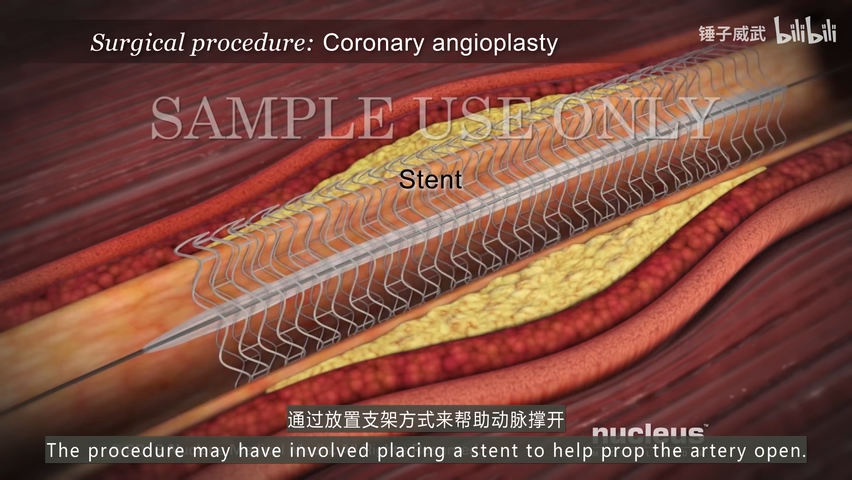 Surgical procedure: Coronary angioplasty
锤子威武 bilibili
SAMPLE USE ONLY
Stent
通过放置支架方式来帮助动脉撑开
nucleus™
The procedure may have involved placing a stent to help prop the artery open.